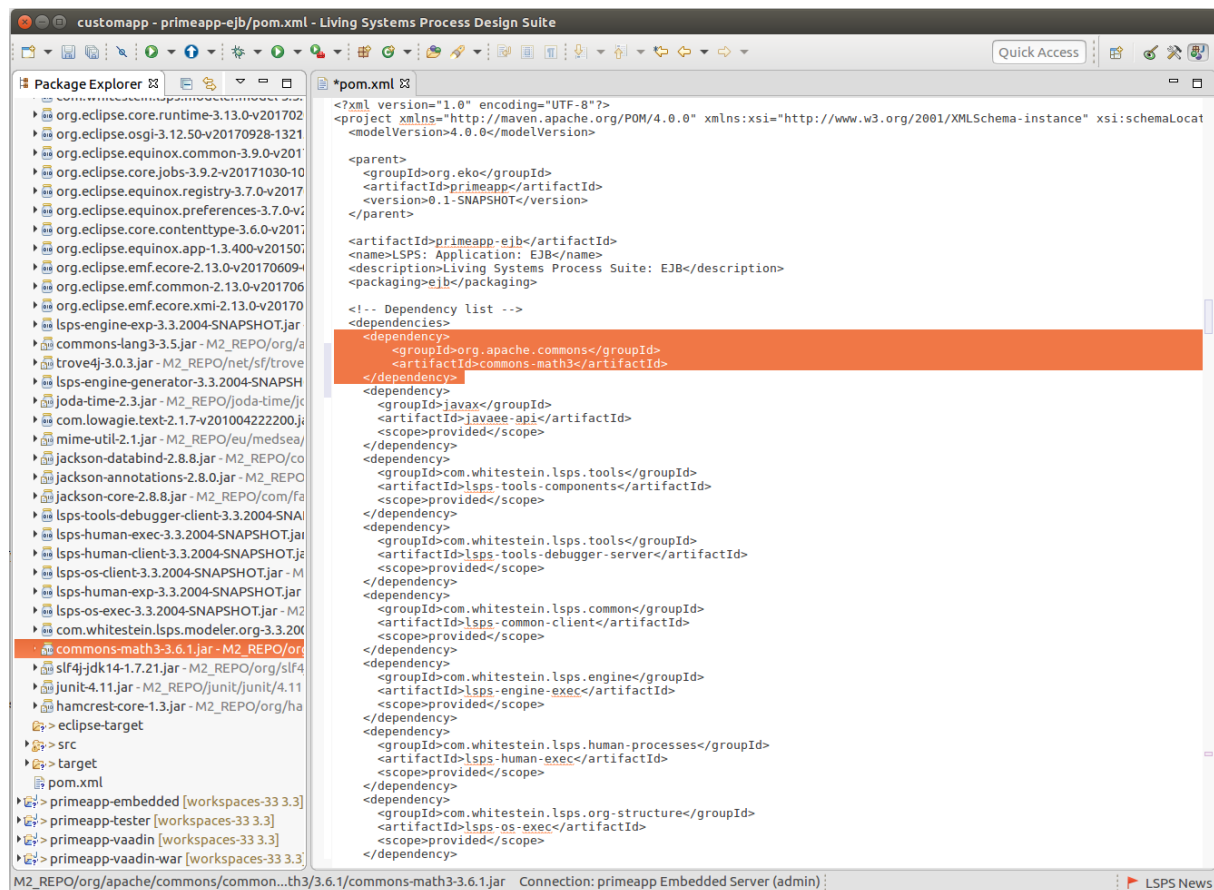 customapp - primeapp-ejb/pom.xml - Living Systems Process Design Suite
Quick Access
Package Explorer
*pom.xml
org.eclipse.core.runtime-3.13.0-v201702
org.eclipse.osgi-3.12.50-v20170928-1321
org.eclipse.equinox.common-3.9.0-v201
org.eclipse.core.jobs-3.9.2-v20171030-10
org.eclipse.equinox.registry-3.7.0-v2017
org.eclipse.equinox.preferences-3.7.0-v2
org.eclipse.core.contenttype-3.6.0-v2017
org.eclipse.equinox.app-1.3.400-v201507
org.eclipse.emf.ecore-2.13.0-v20170609-
org.eclipse.emf.common-2.13.0-v201706
org.eclipse.emf.ecore.xmi-2.13.0-v20170
lsps-engine-exp-3.3.2004-SNAPSHOT.jar
commons-lang3-3.5.jar - M2_REPO/org/a
trove4j-3.0.3.jar - M2_REPO/net/sf/trove
lsps-engine-generator-3.3.2004-SNAPSH
joda-time-2.3.jar - M2_REPO/joda-time/jo
com.lowagie.text-2.1.7-v201004222200.j
mime-util-2.1.jar - M2_REPO/eu/medsea/
jackson-databind-2.8.8.jar - M2_REPO/co
jackson-annotations-2.8.0.jar - M2_REPO
jackson-core-2.8.8.jar - M2_REPO/com/fa
lsps-tools-debugger-client-3.3.2004-SNA
lsps-human-exec-3.3.2004-SNAPSHOT.jar
lsps-human-client-3.3.2004-SNAPSHOT.ja
lsps-os-client-3.3.2004-SNAPSHOT.jar - M
lsps-human-exp-3.3.2004-SNAPSHOT.jar
lsps-os-exec-3.3.2004-SNAPSHOT.jar - M2
com.whitestein.lsps.modeler.org-3.3.200
commons-math3-3.6.1.jar - M2_REPO/org
slf4j-jdk14-1.7.21.jar - M2_REPO/org/slf4
junit-4.11.jar - M2_REPO/junit/junit/4.11
hamcrest-core-1.3.jar - M2_REPO/org/ha
> eclipse-target
> src
> target
pom.xml
> primeapp-embedded [workspaces-33 3.3]
> primeapp-tester [workspaces-33 3.3]
> primeapp-vaadin [workspaces-33 3.3]
> primeapp-vaadin-war [workspaces-33 3.3
<?xml version="1.0" encoding="UTF-8"?>
<project xmlns="http://maven.apache.org/POM/4.0.0" xmlns:xsi="http://www.w3.org/2001/XMLSchema-instance" xsi:schemaLocat
<modelVersion>4.0.0</modelVersion>
<parent>
<groupId>org.eko</groupId>
<artifactId>primeapp</artifactId>
<version>0.1-SNAPSHOT</version>
</parent>
<artifactId>primeapp-ejb</artifactId>
<name>LSPS: Application: EJB</name>
<description>Living Systems Process Suite: EJB</description>
<packaging>ejb</packaging>
<!-- Dependency list -->
<dependencies>
<dependency>
<groupId>org.apache.commons</groupId>
<artifactId>commons-math3</artifactId>
</dependency>
<dependency>
<groupId>javax</groupId>
<artifactId>javaee-api</artifactId>
<scope>provided</scope>
</dependency>
<dependency>
<groupId>com.whitestein.lsps.tools</groupId>
<artifactId>lsps-tools-components</artifactId>
<scope>provided</scope>
</dependency>
<dependency>
<groupId>com.whitestein.lsps.tools</groupId>
<artifactId>lsps-tools-debugger-server</artifactId>
<scope>provided</scope>
</dependency>
<dependency>
<groupId>com.whitestein.lsps.common</groupId>
<artifactId>lsps-common-client</artifactId>
<scope>provided</scope>
</dependency>
<dependency>
<groupId>com.whitestein.lsps.engine</groupId>
<artifactId>lsps-engine-exec</artifactId>
<scope>provided</scope>
</dependency>
<dependency>
<groupId>com.whitestein.lsps.human-processes</groupId>
<artifactId>lsps-human-exec</artifactId>
<scope>provided</scope>
</dependency>
<dependency>
<groupId>com.whitestein.lsps.org-structure</groupId>
<artifactId>lsps-os-exec</artifactId>
<scope>provided</scope>
</dependency>
M2_REPO/org/apache/commons/common...th3/3.6.1/commons-math3-3.6.1.jar Connection: primeapp Embedded Server (admin)
LSPS News